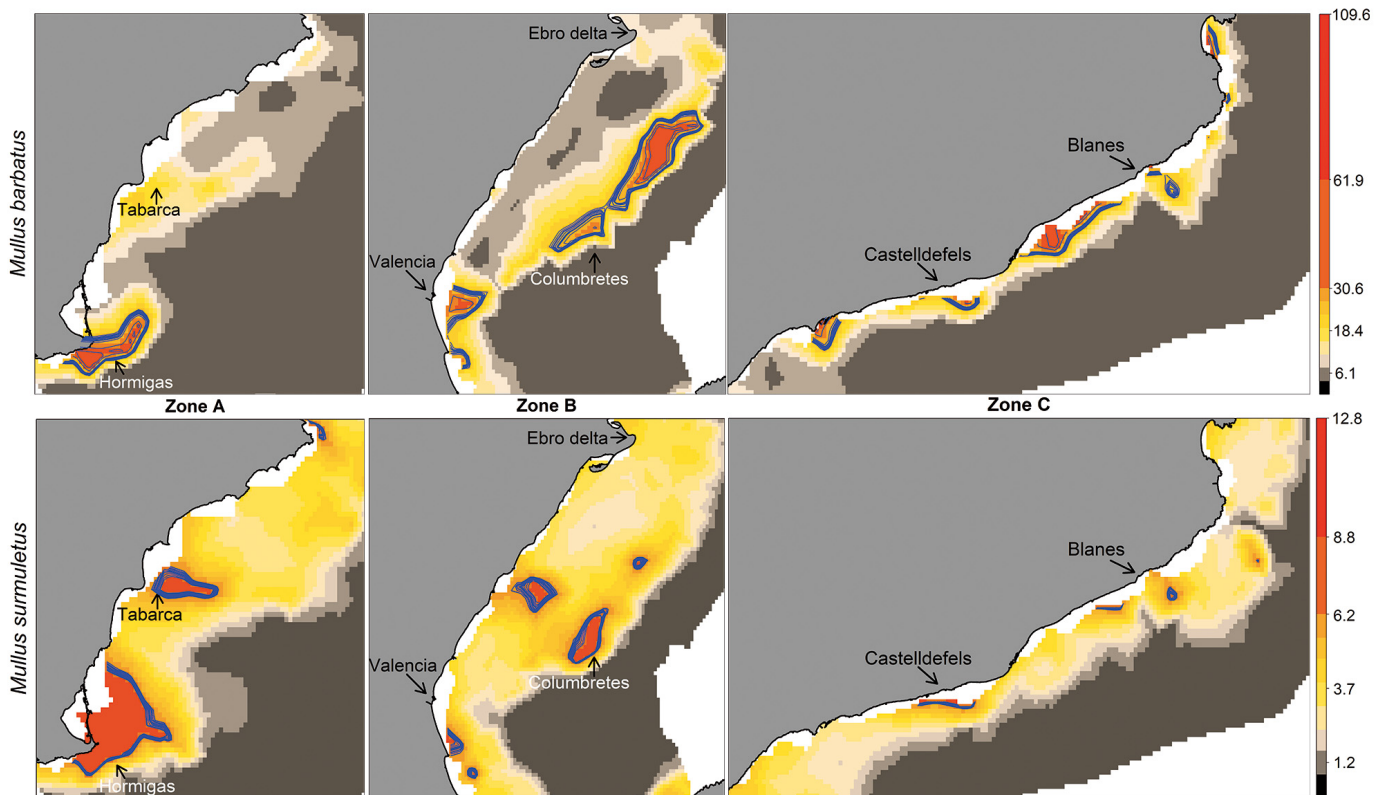 Mullus barbatus
Tabarca
Hormigas
Ebro delta
Valencia
Columbretes
Blanes
Castelldefels
109.6
61.9
30.6
18.4
6.1
Zone A
Zone B
Zone C
Mullus surmuletus
Tabarca
Hormigas
Ebro delta
Valencia
Columbretes
Blanes
Castelldefels
12.8
8.8
6.2
3.7
1.2